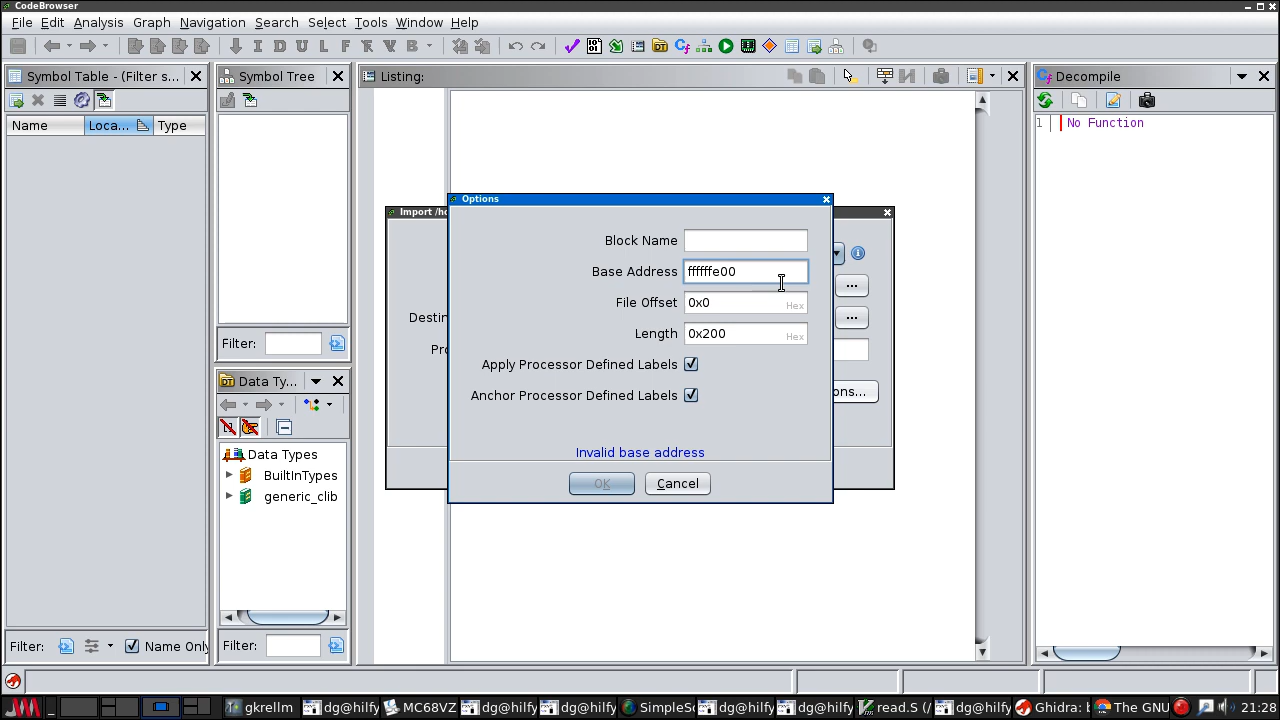 CodeBrowser
File Edit Analysis Graph Navigation Search Select Tools Window Help
I D U L F R V B
Symbol Table - (Filter s...
Symbol Tree
Listing:
Decompile
Name Loca... Type
1 No Function
Import /ho
Options
Block Name
Base Address ffffffe00
File Offset 0x0 Hex
Destin
Length 0x200 Hex
Filter:
Pro
Apply Processor Defined Labels
Data Ty...
Anchor Processor Defined Labels
ons...
Data Types
Invalid base address
BuiltInTypes
OK Cancel
generic_clib
Filter: Name Only
Filter:
gkrellm dg@hilfy MC68VZ dg@hilfy dg@hilfy SimpleSc dg@hilfy dg@hilfy read.S (/ dg@hilfy Ghidra: b The GNU 21:28